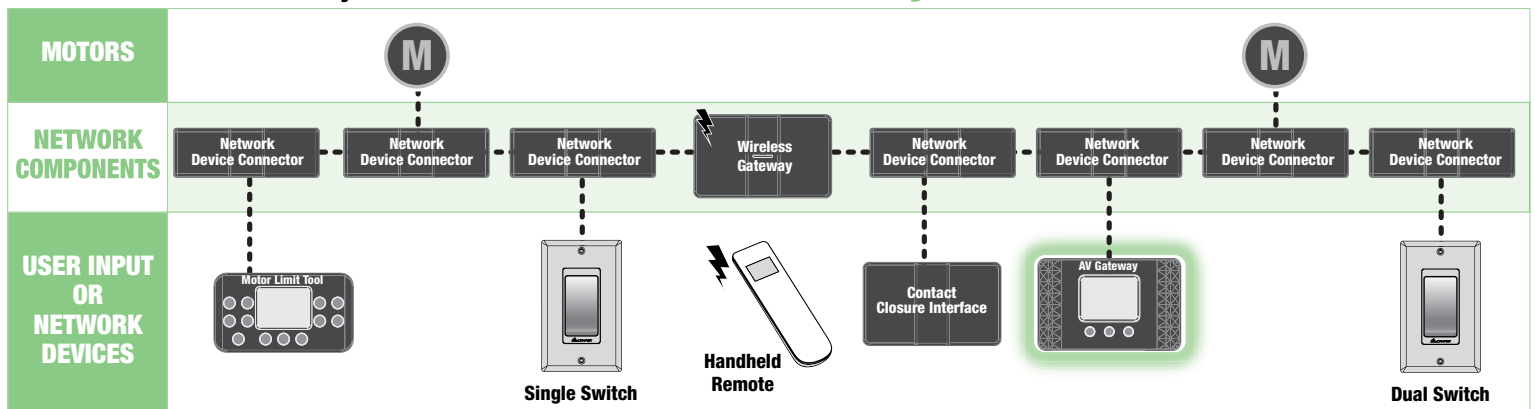 MOTORS
M
M
NETWORK
COMPONENTS
Network
Device Connector
Network
Device Connector
Network
Device Connector
Wireless
Gateway
Network
Device Connector
Network
Device Connector
Network
Device Connector
Network
Device Connector
USER INPUT
OR
NETWORK
DEVICES
Motor Limit Tool
Single Switch
Handheld
Remote
Contact
Closure Interface
AV Gateway
Dual Switch